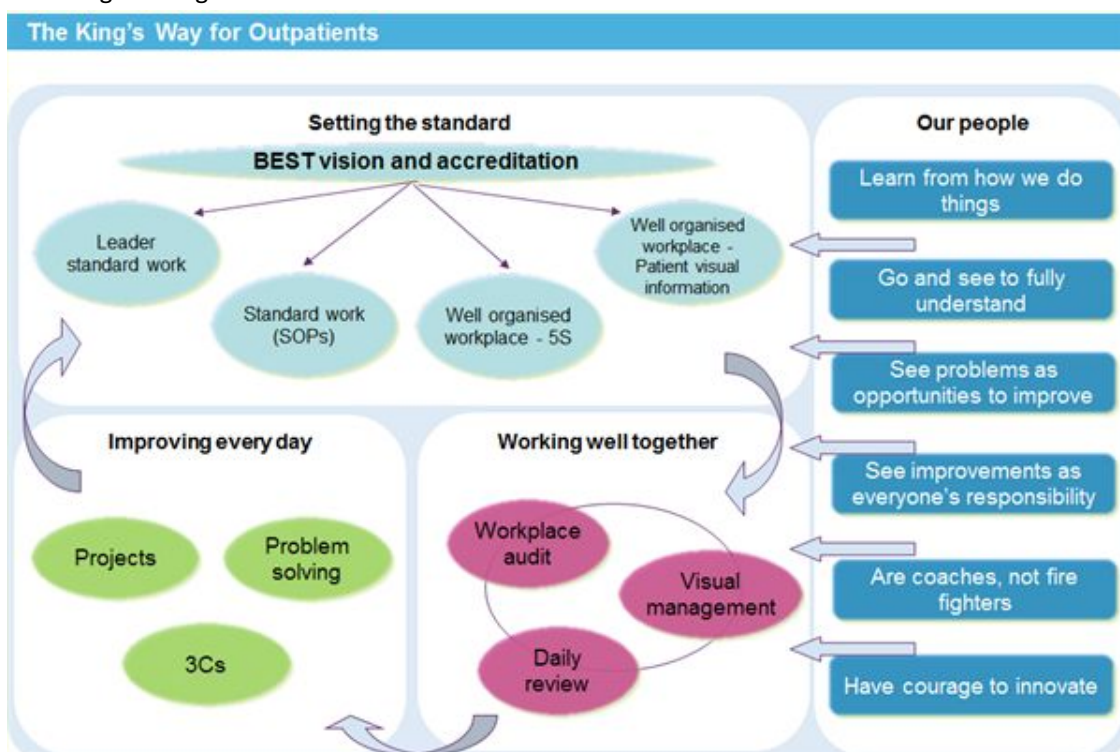 The King's Way for Outpatients
Setting the standard
BEST vision and accreditation
Leader
standard work
Standard work
(SOPs)
Well organised
workplace - 5S
Well organised
workplace -
Patient visual
information
Improving every day
Projects
Problem
solving
3Cs
Working well together
Workplace
audit
Visual
management
Daily
review
Our people
Learn from how we do
things
Go and see to fully
understand
See problems as
opportunities to improve
See improvements as
everyone's responsibility
Are coaches, not fire
fighters
Have courage to innovate